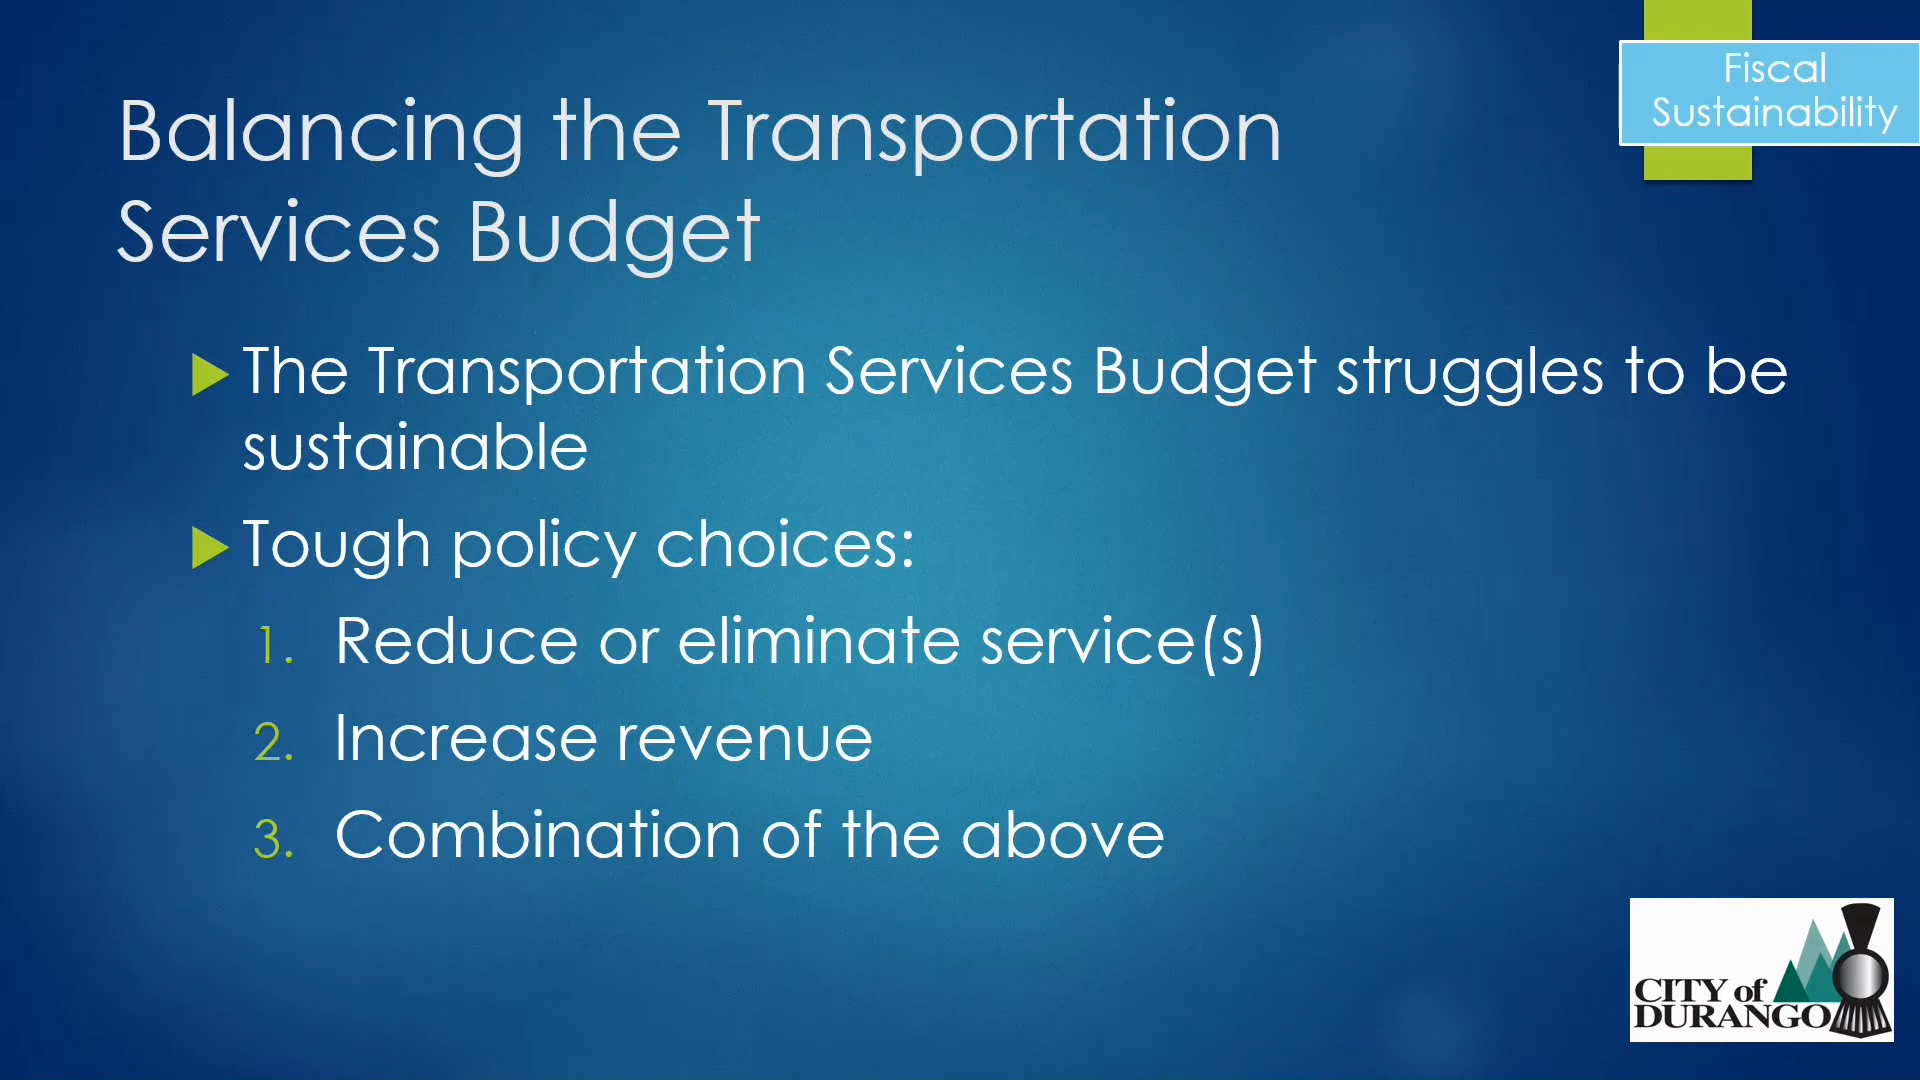 Fiscal
Sustainability
Balancing the Transportation
Services Budget
The Transportation Services Budget struggles to be
sustainable
Tough policy choices:
1. Reduce or eliminate service(s)
2. Increase revenue
3. Combination of the above
CITY of
DURANGO